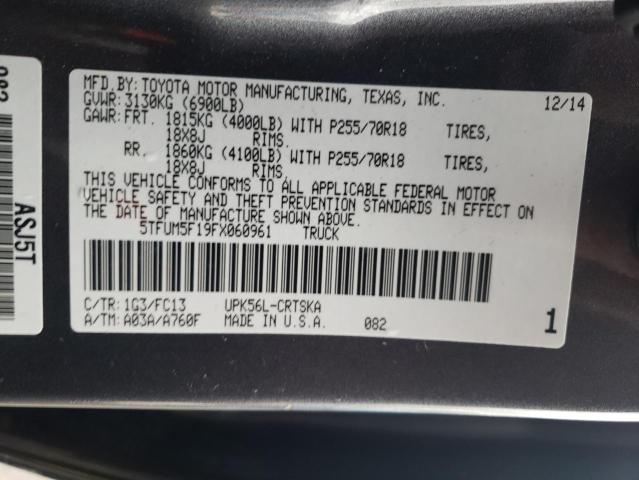 MFD.BY: TOYOTA MOTOR MANUFACTURING, TEXAS, INC. 12/14
GVWR: 3130KG (6900LB)
GAWR: FRT. 1815KG (4000LB) WITH P255/70R18 TIRES,
18X8J RIMS.
RR. 1860KG (4100LB) WITH P255/70R18 TIRES,
18X8J RIMS.
THIS VEHICLE CONFORMS TO ALL APPLICABLE FEDERAL MOTOR
VEHICLE SAFETY AND THEFT PREVENTION STANDARDS IN EFFECT ON
THE DATE OF MANUFACTURE SHOWN ABOVE.
5TFUM5F19FX060961 TRUCK
C/TR: 1G3/FC13 UPK56L-CRTSKA
A/TM: A03A/A760F MADE IN U.S.A. 082 1
ASJ5T